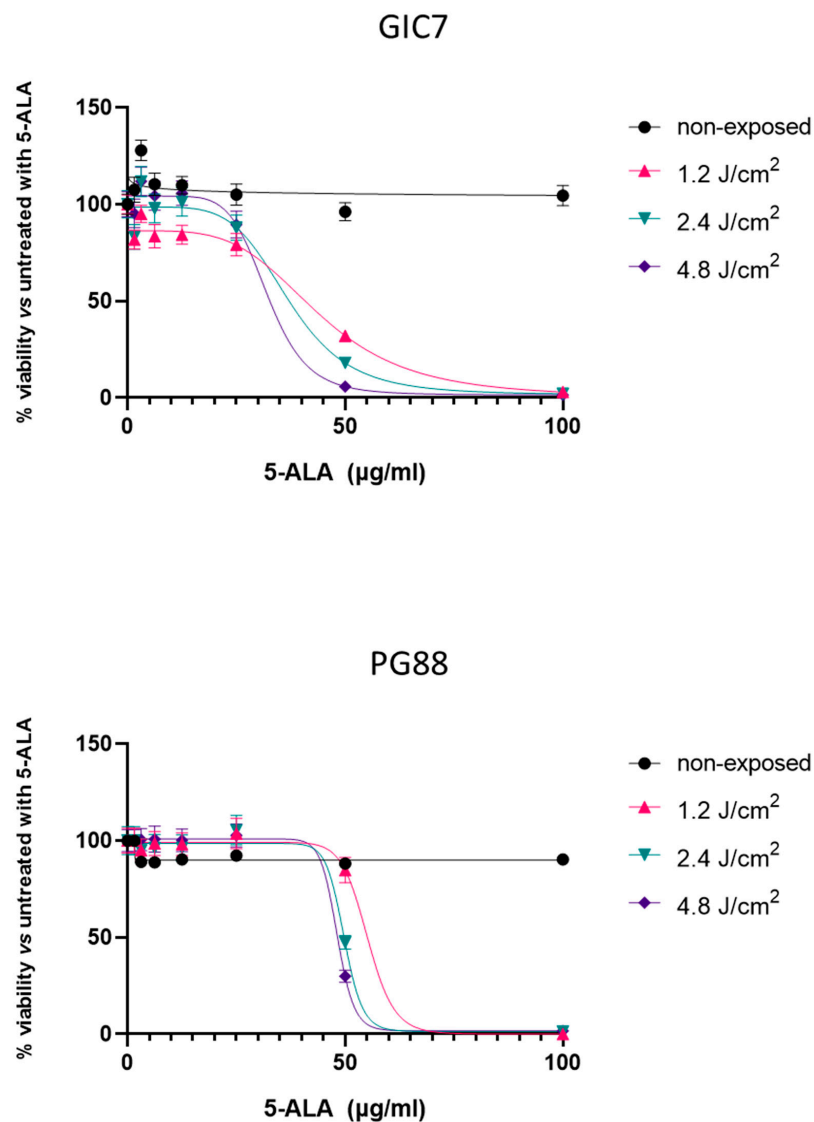 GIC7
150
100
50
0
0 50 100
% viability vs untreated with 5-ALA
5-ALA (µg/ml)
non-exposed
1.2 J/cm²
2.4 J/cm²
4.8 J/cm²
PG88
150
100
50
0
0 50 100
% viability vs untreated with 5-ALA
5-ALA (µg/ml)
non-exposed
1.2 J/cm²
2.4 J/cm²
4.8 J/cm²